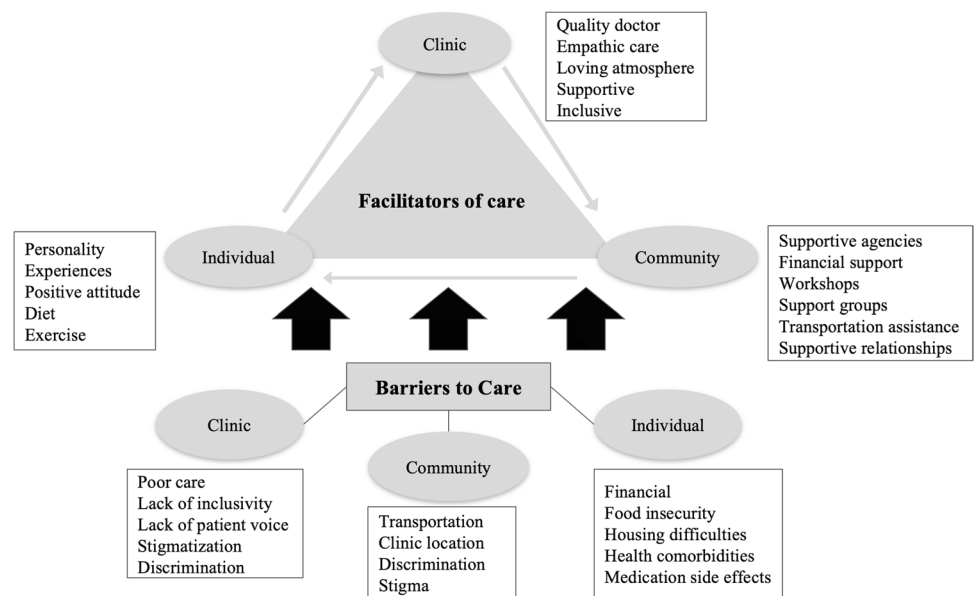 Clinic
Quality doctor
Empathic care
Loving atmosphere
Supportive
Inclusive
Facilitators of care
Individual
Personality
Experiences
Positive attitude
Diet
Exercise
Community
Supportive agencies
Financial support
Workshops
Support groups
Transportation assistance
Supportive relationships
Barriers to Care
Clinic
Poor care
Lack of inclusivity
Lack of patient voice
Stigmatization
Discrimination
Community
Transportation
Clinic location
Discrimination
Stigma
Individual
Financial
Food insecurity
Housing difficulties
Health comorbidities
Medication side effects